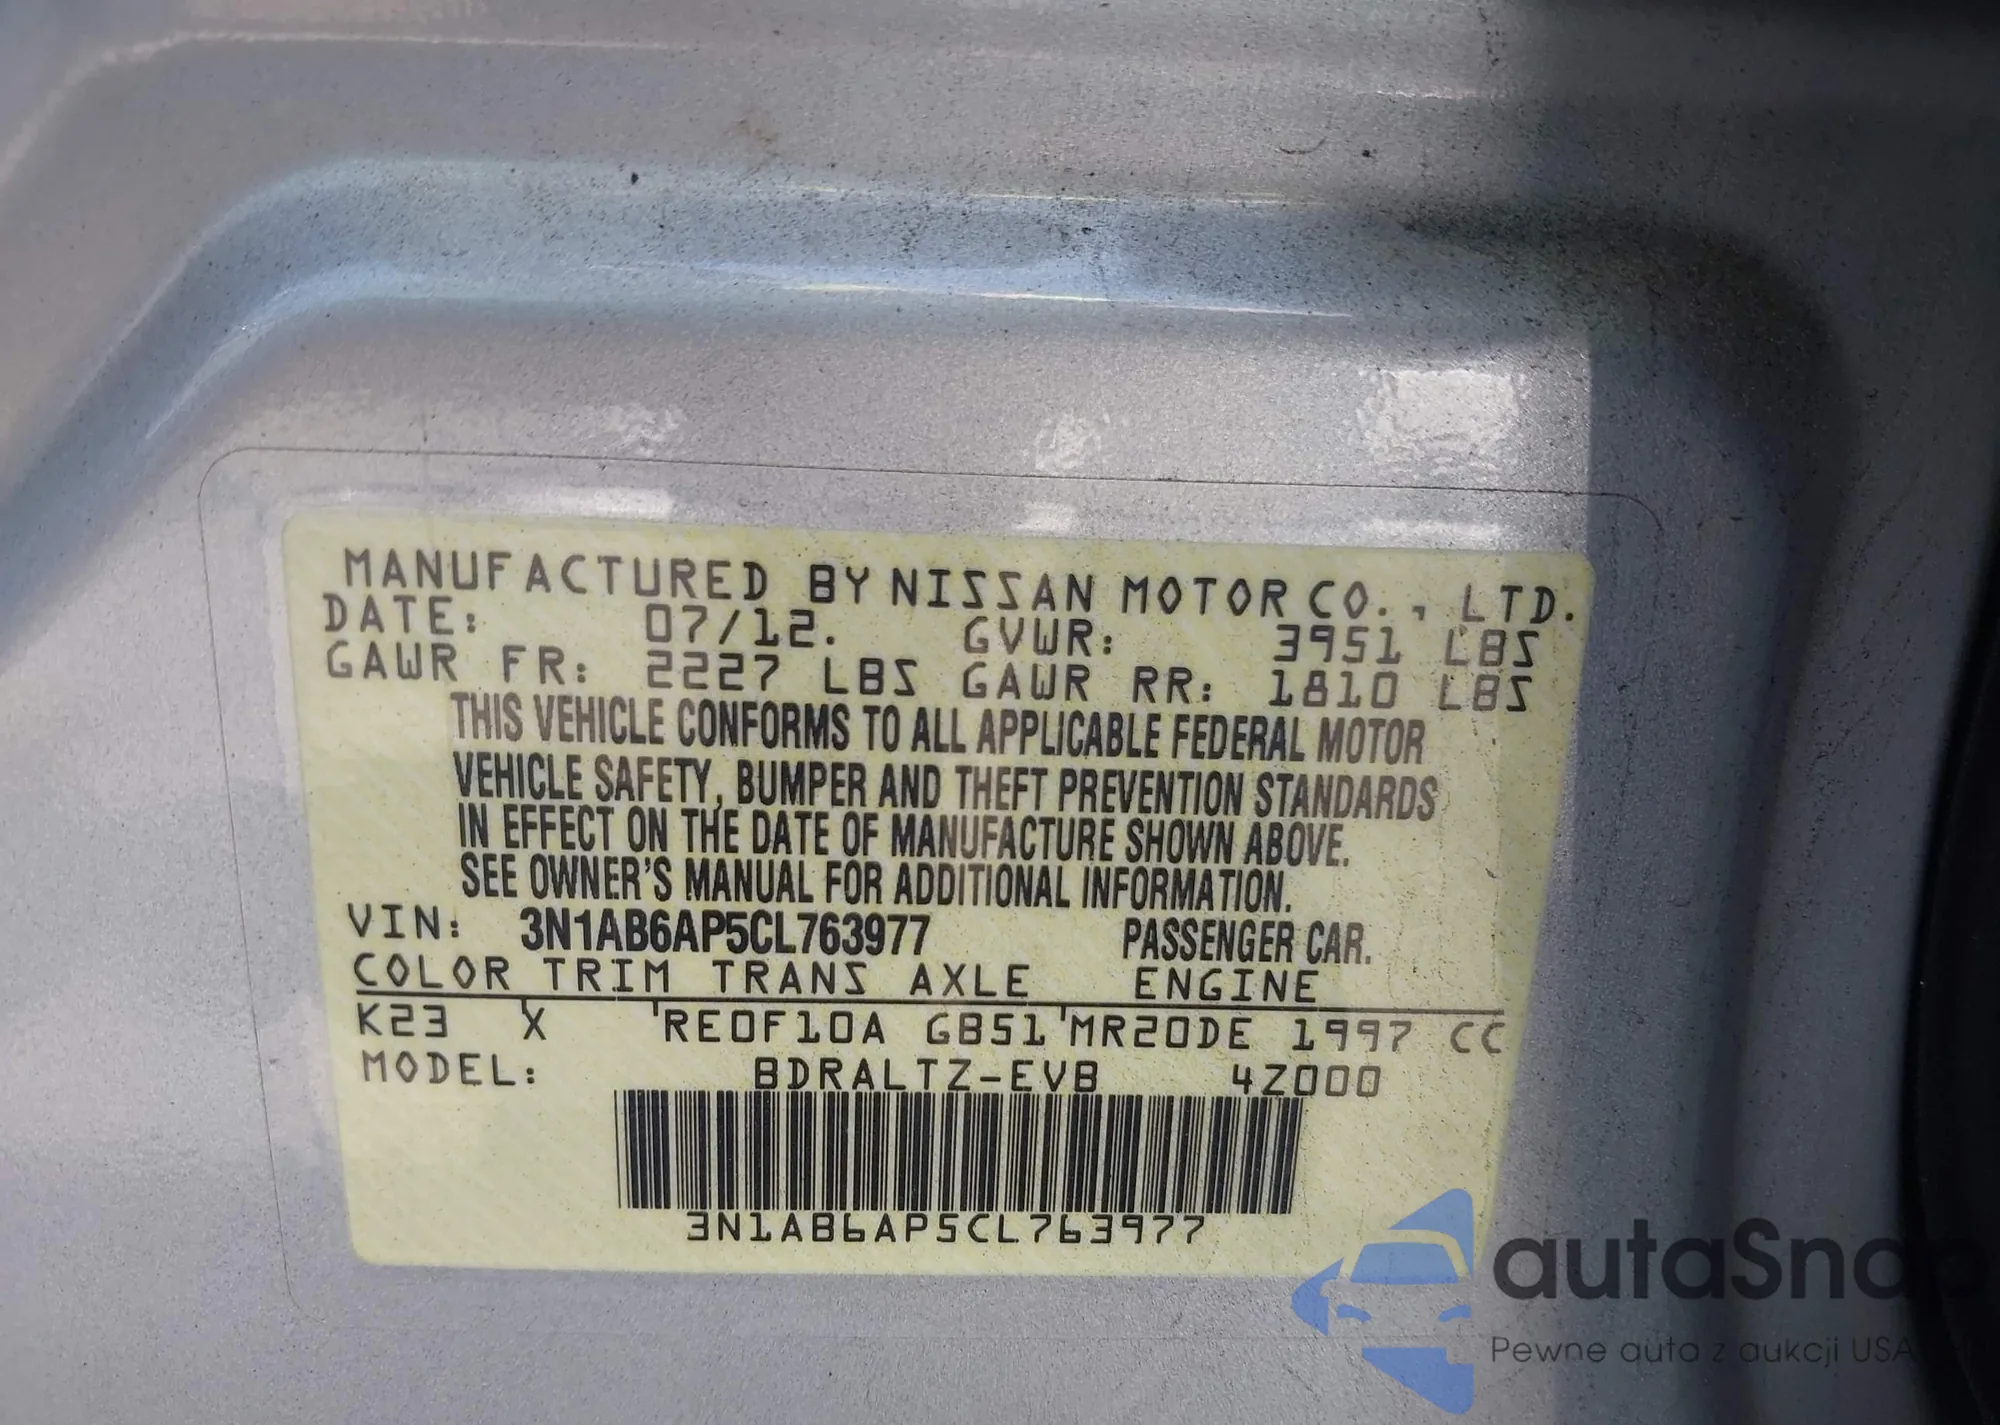 MANUFACTURED BY NISSAN MOTOR CO., LTD.
DATE: 07/12. GVWR: 3951 LBS
GAWR FR: 2227 LBS GAWR RR: 1810 LBS
THIS VEHICLE CONFORMS TO ALL APPLICABLE FEDERAL MOTOR
VEHICLE SAFETY, BUMPER AND THEFT PREVENTION STANDARDS
IN EFFECT ON THE DATE OF MANUFACTURE SHOWN ABOVE.
SEE OWNER'S MANUAL FOR ADDITIONAL INFORMATION.
VIN: 3N1AB6AP5CL763977 PASSENGER CAR.
COLOR TRIM TRANS AXLE ENGINE
K23 X RE0F10A GB51 MR20DE 1997 CC
MODEL: BDRALTZ-EVB 4Z000
3N1AB6AP5CL763977
autaSnap
Pewne auta z aukcji USA